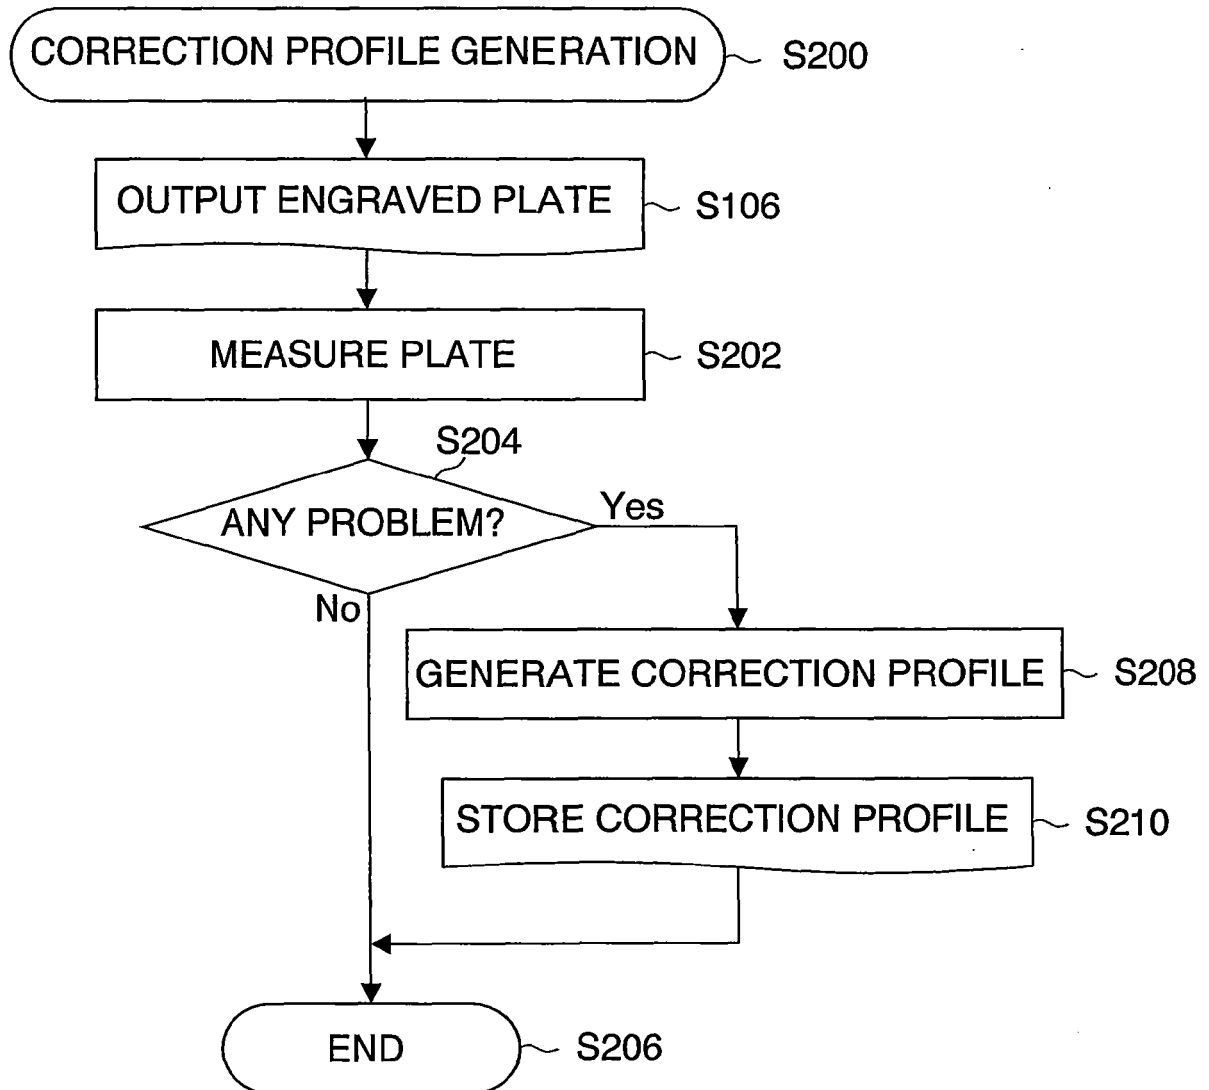 CORRECTION PROFILE GENERATION
S200
OUTPUT ENGRAVED PLATE
S106
MEASURE PLATE
S202
S204
ANY PROBLEM?
Yes
No
GENERATE CORRECTION PROFILE
S208
STORE CORRECTION PROFILE
S210
END
S206